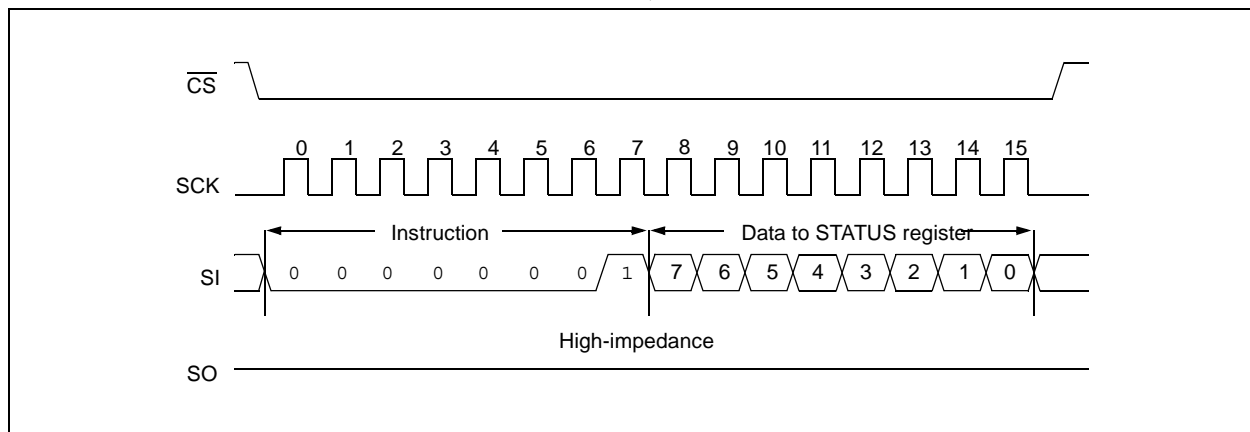 CS
0 1 2 3 4 5 6 7 8 9 10 11 12 13 14 15
SCK
Instruction Data to STATUS register
SI 0 0 0 0 0 0 0 1 7 6 5 4 3 2 1 0
High-impedance
SO